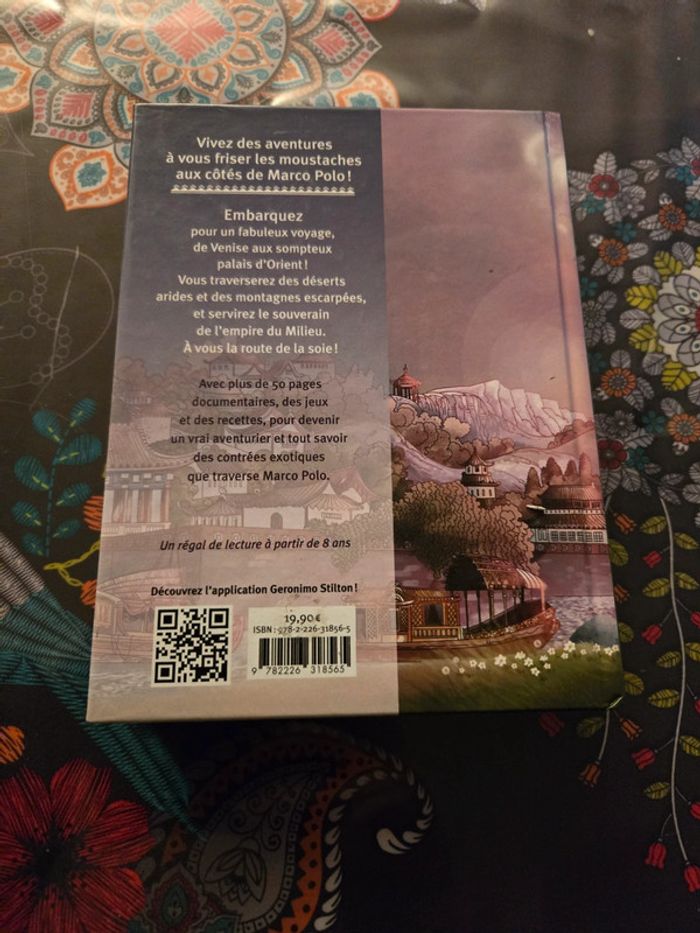 Vivez des aventures
à vous friser les moustaches
aux côtés de Marco Polo !
Embarquez
pour un fabuleux voyage,
de Venise aux sompteux
palais d'Orient !
Vous traverserez des déserts
arides et des montagnes escarpées,
et servirez le souverain
de l'empire du Milieu.
À vous la route de la soie !
Avec plus de 50 pages
documentaires, des jeux
et des recettes, pour devenir
un vrai aventurier et tout savoir
des contrées exotiques
que traverse Marco Polo.
Un régal de lecture à partir de 8 ans
Découvrez l'application Geronimo Stilton !
19,90 €
ISBN : 978-2-226-31856-5
9 782226 318565